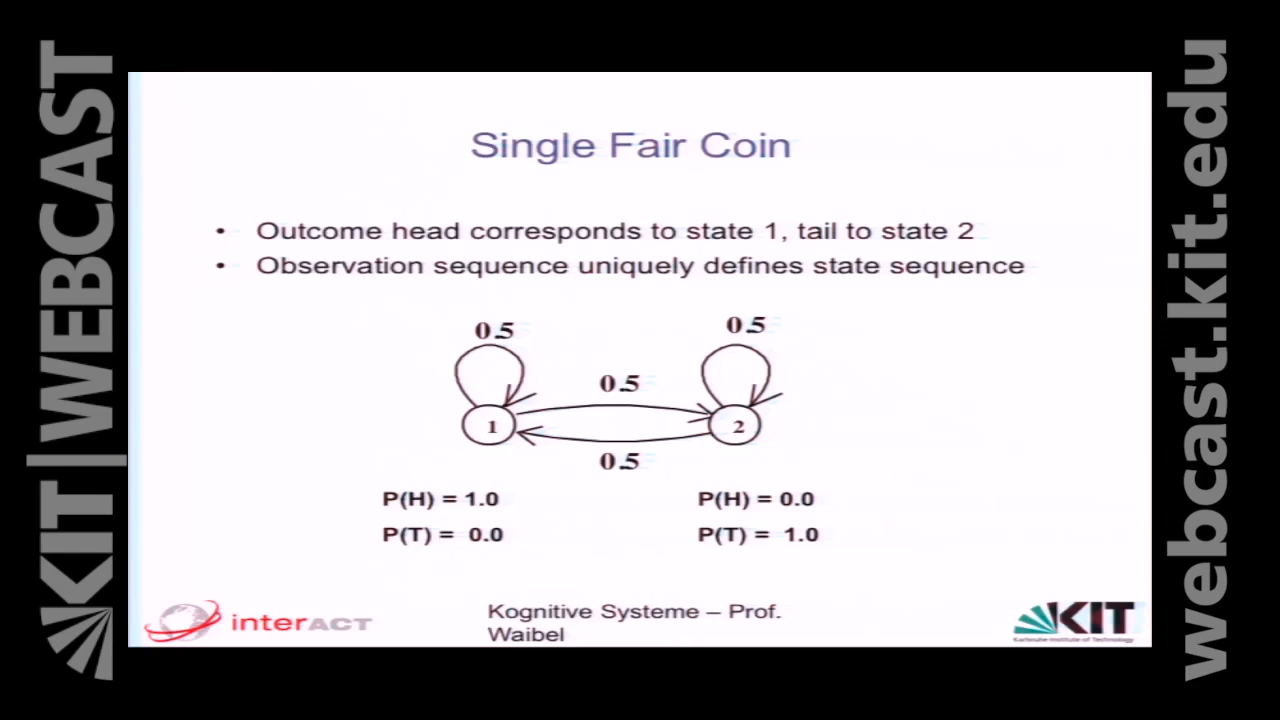 KIT | WEBCAST
Single Fair Coin
• Outcome head corresponds to state 1, tail to state 2
• Observation sequence uniquely defines state sequence
0.5
0.5
0.5
1
2
0.5
P(H) = 1.0
P(H) = 0.0
P(T) = 0.0
P(T) = 1.0
Kognitive Systeme – Prof.
Waibel
interACT
KIT
Karlsruhe Institute of Technology
webcast.kit.edu